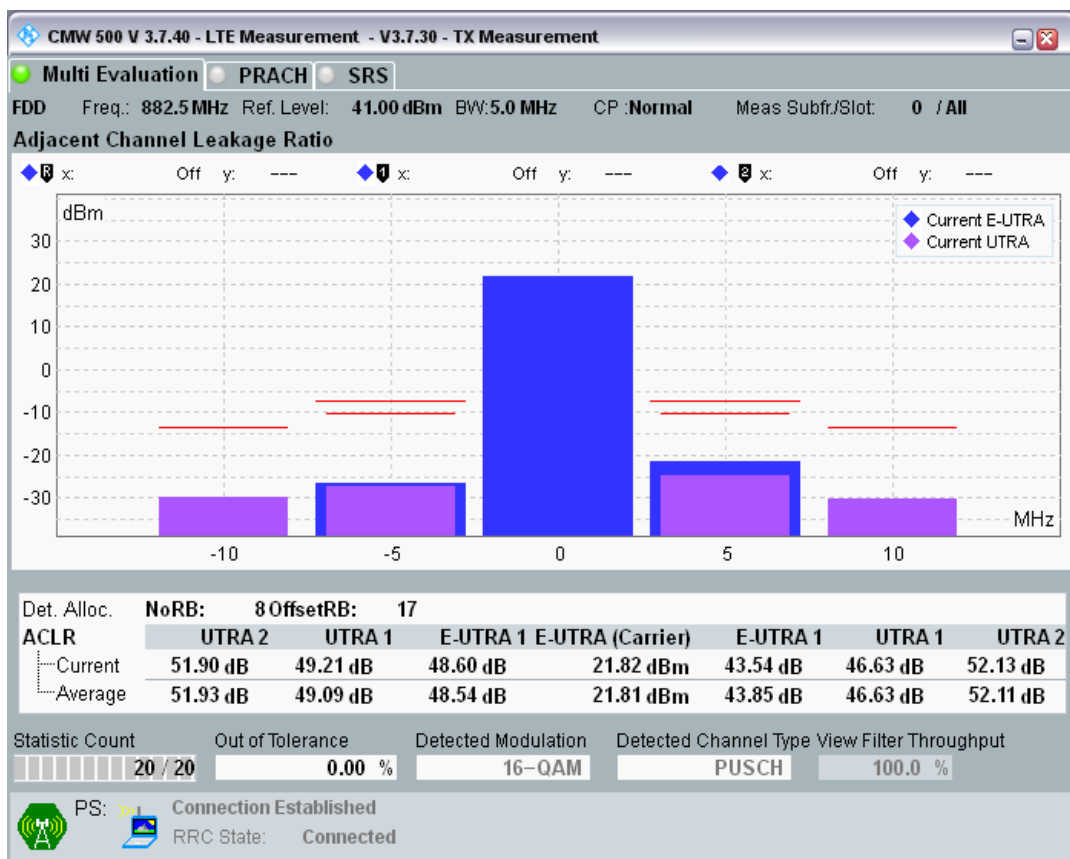 CMW 500 V 3.7.40 - LTE Measurement - V3.7.30 - TX Measurement
Multi Evaluation PRACH SRS
FDD Freq.: 882.5 MHz Ref. Level: 41.00 dBm BW:5.0 MHz CP :Normal Meas Subfr./Slot: 0 / All
Adjacent Channel Leakage Ratio
R x: Off y: --- 1 x: Off y: --- 2 x: Off y: ---
dBm
Current E-UTRA
Current UTRA
30
20
10
0
-10
-20
-30
MHz
-10 -5 0 5 10
Det. Alloc. NoRB: 8 OffsetRB: 17
ACLR UTRA 2 UTRA 1 E-UTRA 1 E-UTRA (Carrier) E-UTRA 1 UTRA 1 UTRA 2
Current 51.90 dB 49.21 dB 48.60 dB 21.82 dBm 43.54 dB 46.63 dB 52.13 dB
Average 51.93 dB 49.09 dB 48.54 dB 21.81 dBm 43.85 dB 46.63 dB 52.11 dB
Statistic Count Out of Tolerance Detected Modulation Detected Channel Type View Filter Throughput
20 / 20 0.00 % 16-QAM PUSCH 100.0 %
PS: Connection Established
RRC State: Connected